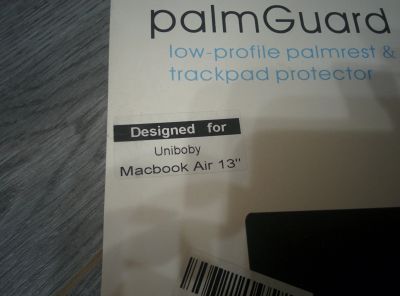 palmGuard
low-profile palmrest &
trackpad protector
Designed for
Uniboby
Macbook Air 13"